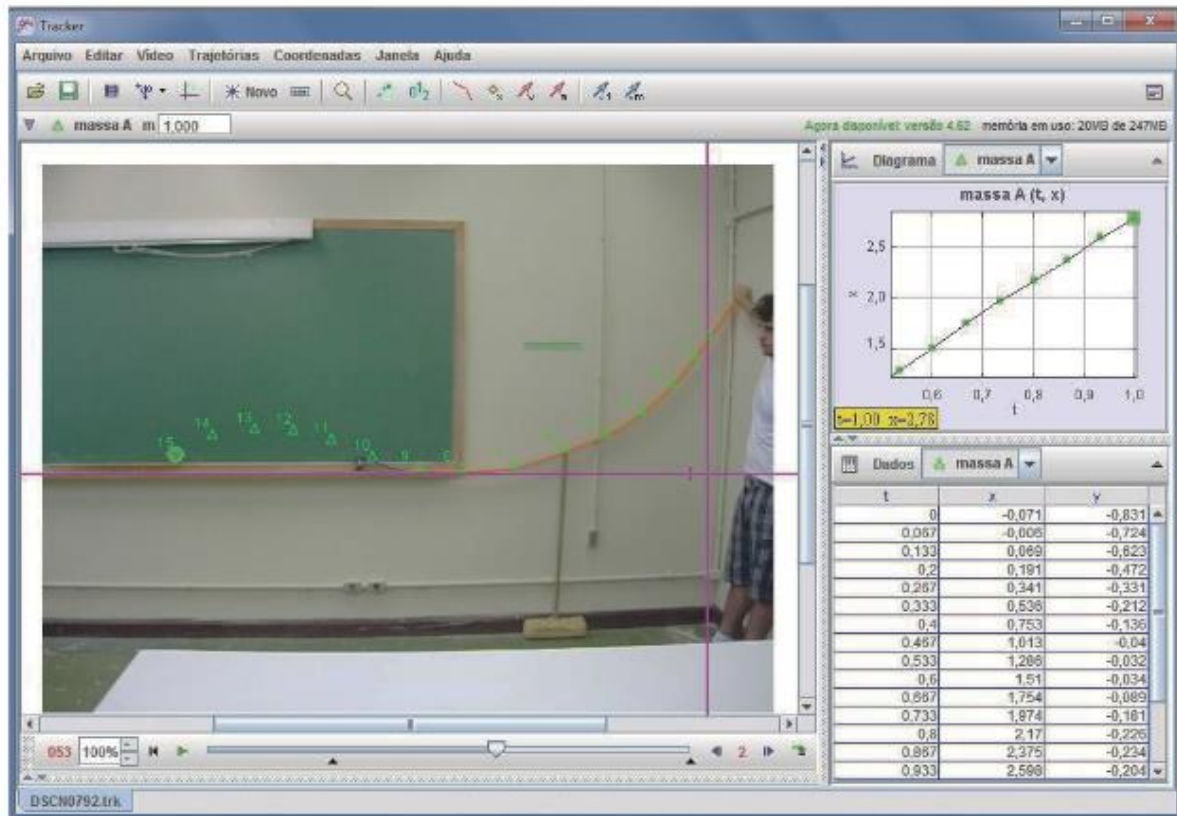 Tracker
Arquivo Editar Vídeo Trajetórias Coordenadas Janela Ajuda
Novo
massa A m 1,000
Agora disponível: versão 4.62 memória em uso: 20MB de 247MB
Diagrama massa A
massa A (t, x)
2,5
x 2,0
1,5
0,6 0,7 0,8 0,9 1,0
t
t=1,00 x=2,78
15 14 13 12 11 10 9 8
Dados massa A
t x y
0 -0,071 -0,831
0,067 -0,006 -0,724
0,133 0,069 -0,623
0,2 0,191 -0,472
0,267 0,341 -0,331
0,333 0,536 -0,212
0,4 0,753 -0,136
0,467 1,013 -0,04
0,533 1,286 -0,032
0,6 1,51 -0,034
0,667 1,754 -0,089
0,733 1,974 -0,161
0,8 2,17 -0,226
0,867 2,375 -0,234
0,933 2,598 -0,204
053 100% 2
DSCN0792.trk